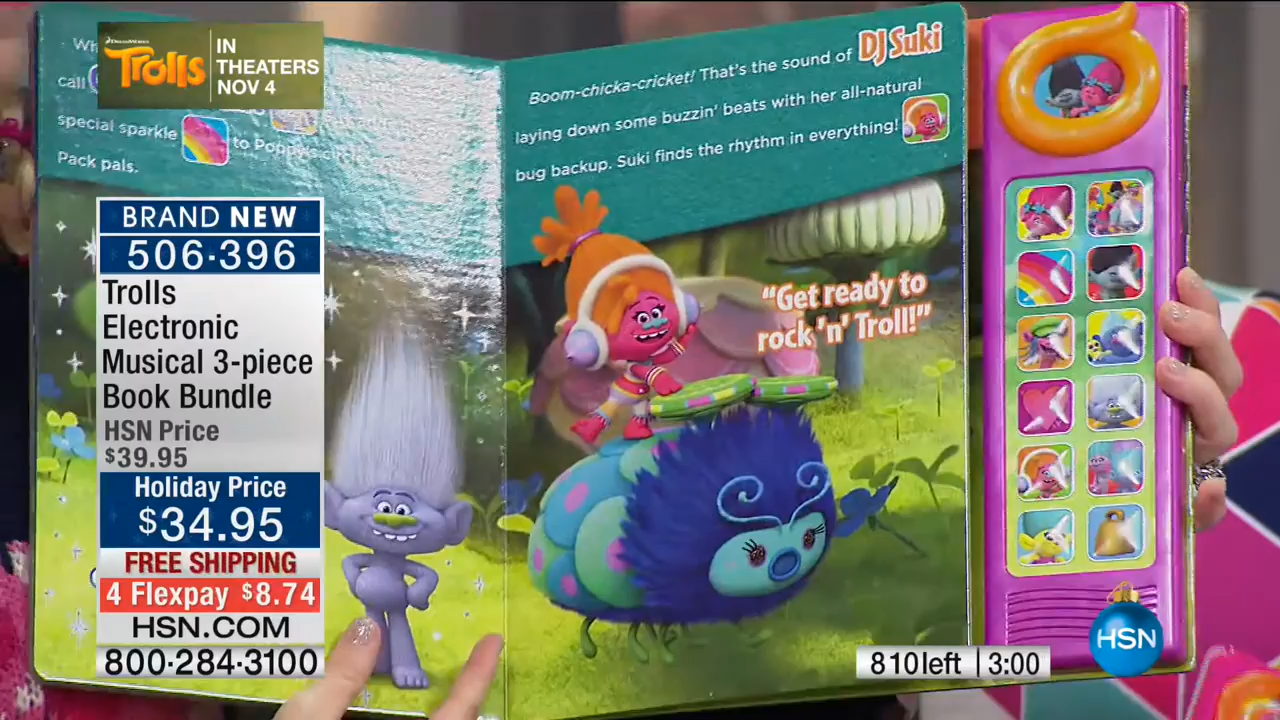 DREAMWORKS
Trolls
IN
THEATERS
NOV 4
call
special sparkle to Poppy's circle
Pack pals.
Boom-chicka-cricket! That's the sound of DJ Suki
laying down some buzzin' beats with her all-natural
bug backup. Suki finds the rhythm in everything!
"Get ready to
rock 'n' Troll!"
BRAND NEW
506-396
Trolls
Electronic
Musical 3-piece
Book Bundle
HSN Price
$39.95
Holiday Price
$34.95
FREE SHIPPING
4 Flexpay $8.74
HSN.COM
800·284·3100
810left | 3:00
HSN